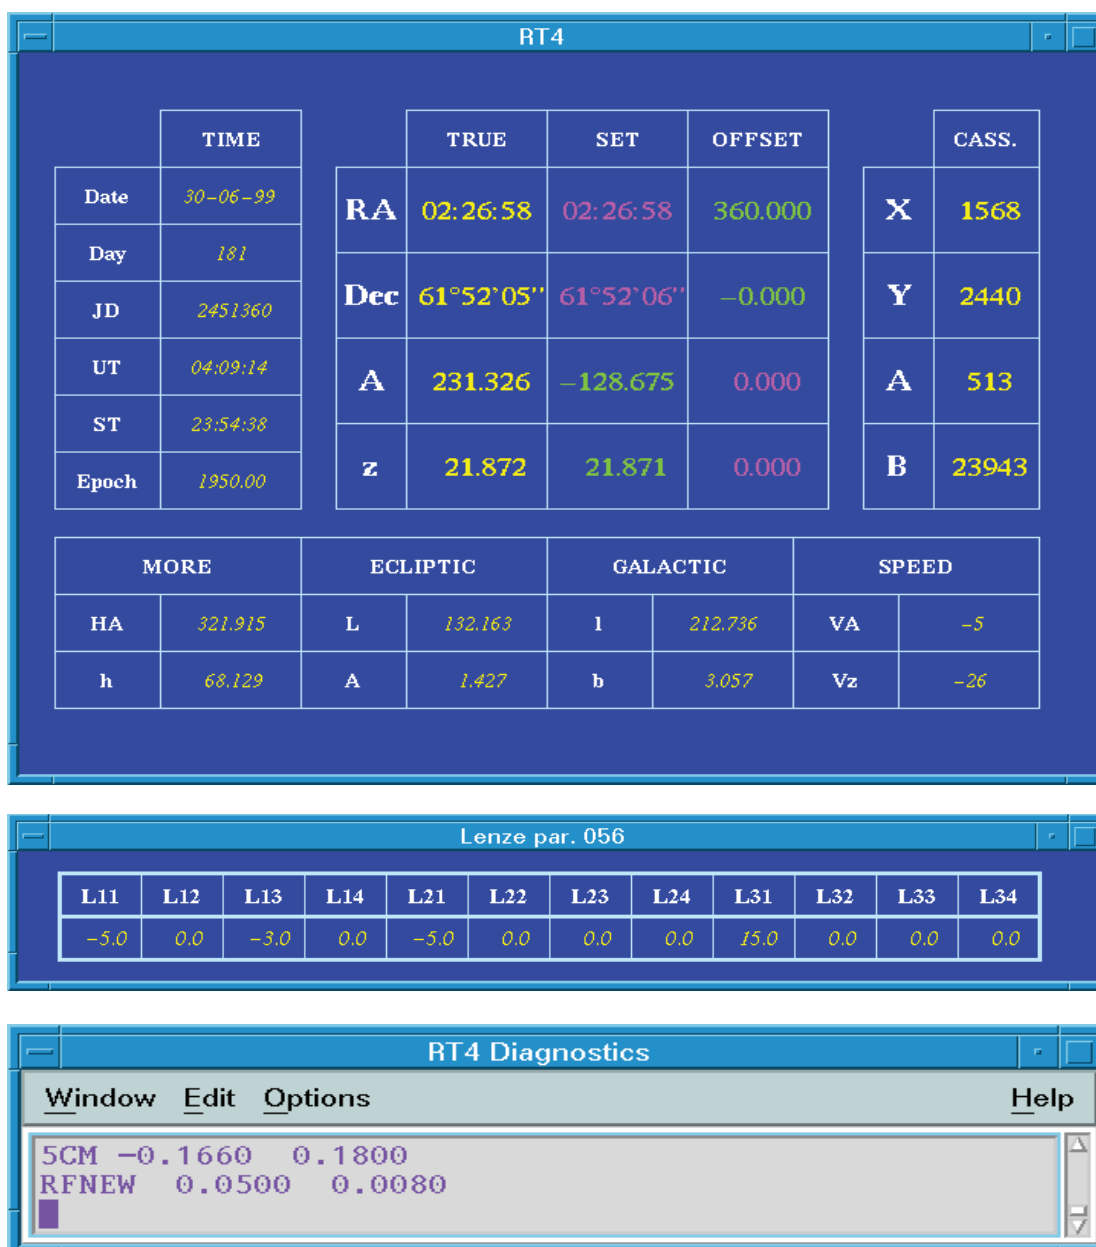 RT4
TIME TRUE SET OFFSET CASS.
Date 30-06-99 RA 02:26:58 02:26:58 360.000 X 1568
Day 181
Dec 61°52'05'' 61°52'06'' -0.000 Y 2440
JD 2451360
UT 04:09:14 A 231.326 -128.675 0.000 A 513
ST 23:54:38
z 21.872 21.871 0.000 B 23943
Epoch 1950.00
MORE ECLIPTIC GALACTIC SPEED
HA 321.915 L 132.163 l 212.736 VA -5
h 68.129 A 1.427 b 3.057 Vz -26
Lenze par. 056
L11 L12 L13 L14 L21 L22 L23 L24 L31 L32 L33 L34
-5.0 0.0 -3.0 0.0 -5.0 0.0 0.0 0.0 15.0 0.0 0.0 0.0
RT4 Diagnostics
Window Edit Options Help
5CM -0.1660 0.1800
RFNEW 0.0500 0.0080